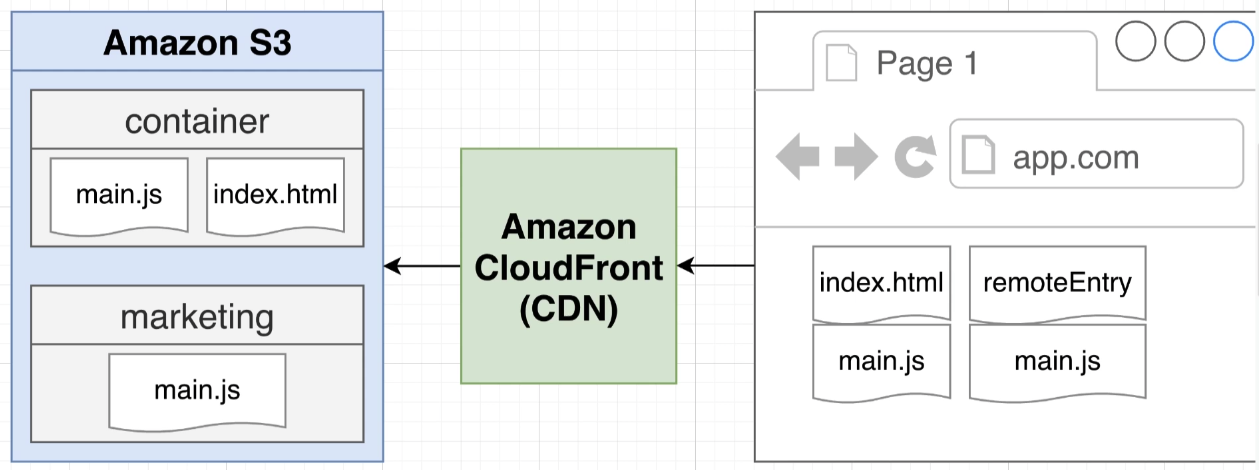 Amazon S3
container
main.js
index.html
marketing
main.js
Amazon
CloudFront
(CDN)
Page 1
app.com
index.html
remoteEntry
main.js
main.js